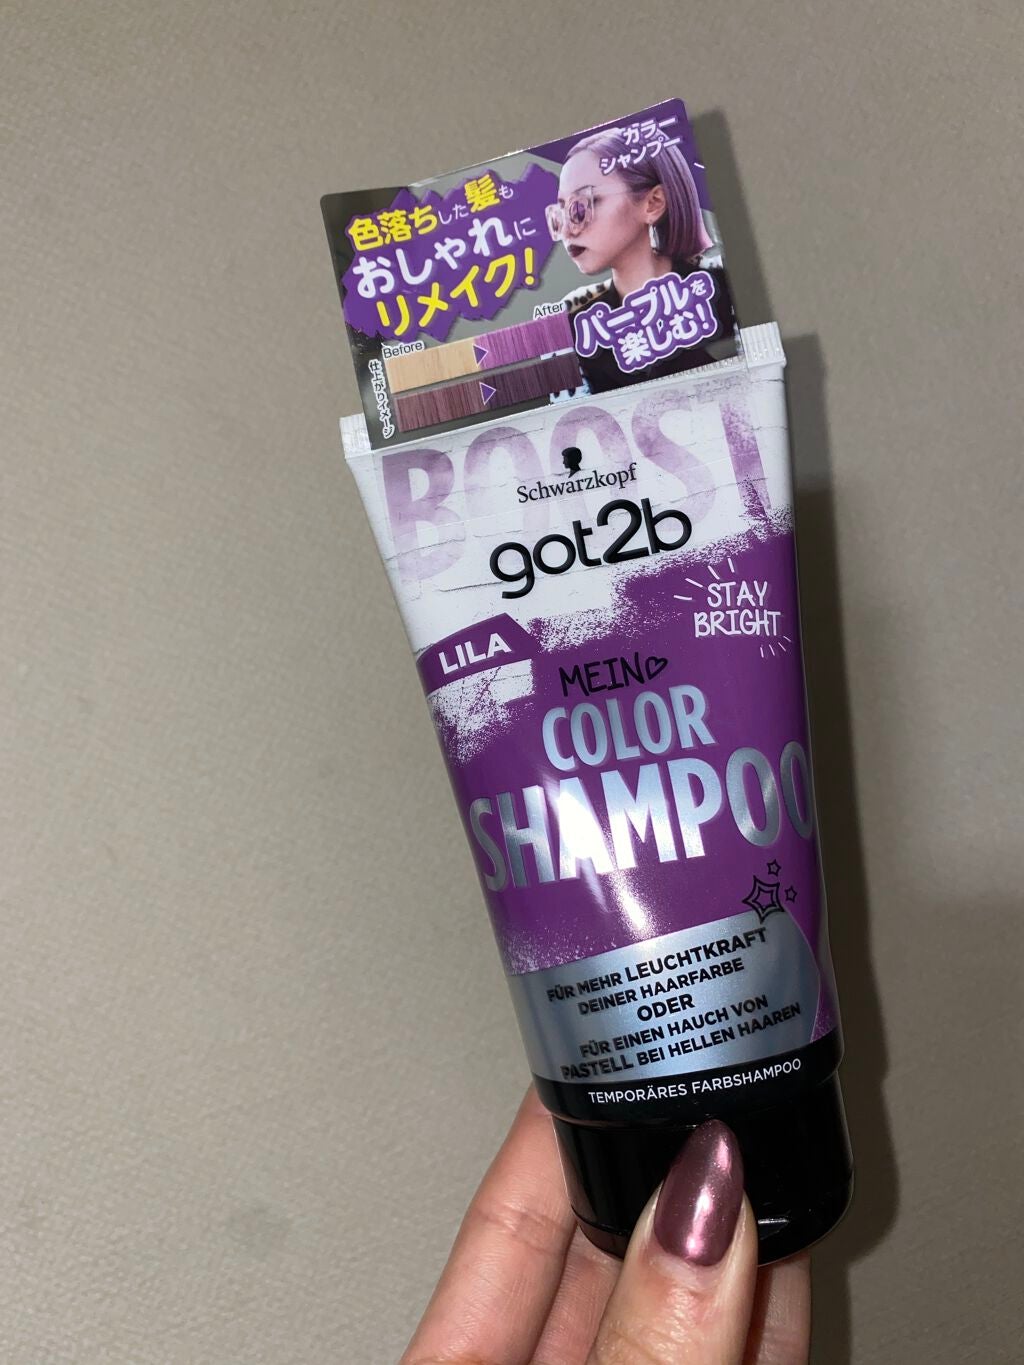 カラー
シャンプー
色落ちした髪も
おしゃれに
リメイク!
パープルを
楽しむ!
Before
After
仕上がりイメージ
BOOST
Schwarzkopf
got2b
STAY
BRIGHT
LILA
MEIN
COLOR
SHAMPOO
FÜR MEHR LEUCHTKRAFT
DEINER HAARFARBE
ODER
FÜR EINEN HAUCH VON
PASTELL BEI HELLEN HAAREN
TEMPORÄRES FARBSHAMPOO